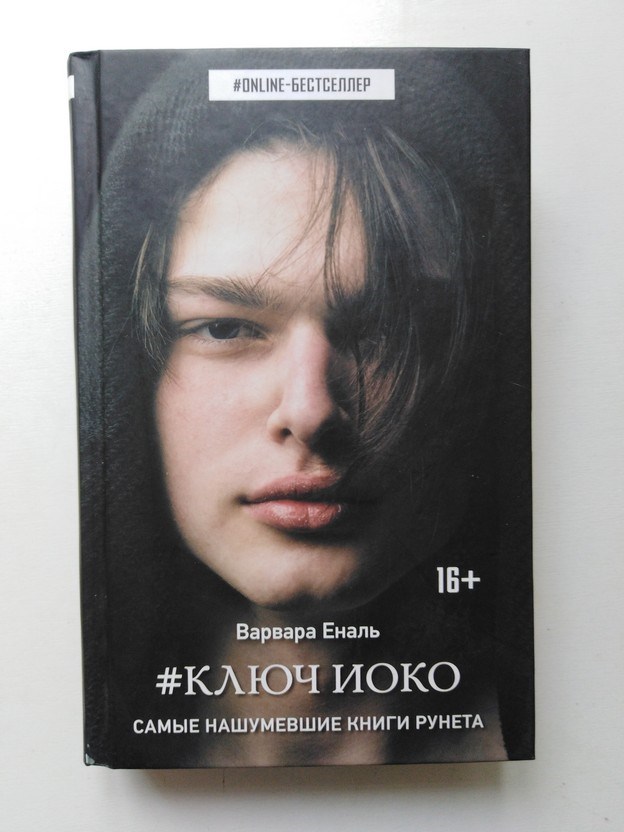 #ONLINE-БЕСТСЕЛЛЕР
16+
Варвара Еналь
#КЛЮЧ ИОКО
САМЫЕ НАШУМЕВШИЕ КНИГИ РУНЕТА